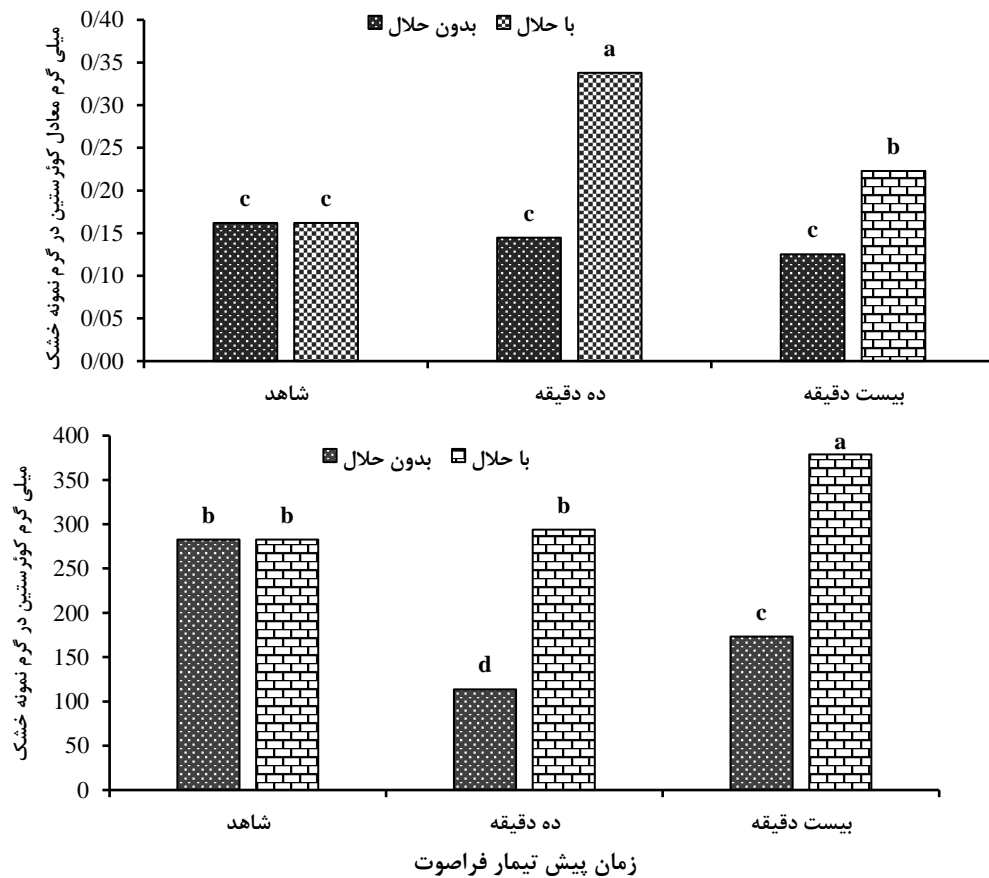 بدون حلال با حلال
میلی گرم معادل کوئرستین در گرم نمونه خشک
0/40
0/35
0/30
0/25
0/20
0/15
0/10
0/05
0/00
c
c
c
a
c
b
شاهد
ده دقیقه
بیست دقیقه
بدون حلال با حلال
میلی گرم کوئرستین در گرم نمونه خشک
400
350
300
250
200
150
100
50
0
b
b
d
b
c
a
شاهد
ده دقیقه
بیست دقیقه
زمان پیش تیمار فراصوت